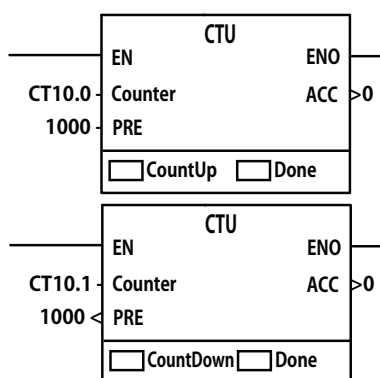 CTU
EN ENO
CT10.0 Counter ACC >0
1000 PRE
CountUp Done
CTU
EN ENO
CT10.1 Counter ACC >0
1000 < PRE
CountDown Done